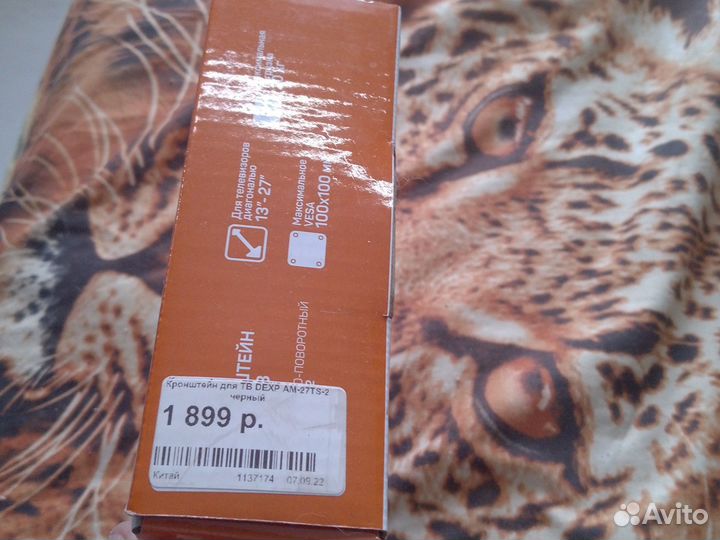 Для телевизоров
диагональю
13"-27"
Максимальное
VESA
100x100 м
ШТЕЙН
О-ПОВОРОТНЫЙ
Кронштейн для ТВ DEXP AM-27TS-2
черный
1 899 р.
Китай 1137174 07.09.22
Avito